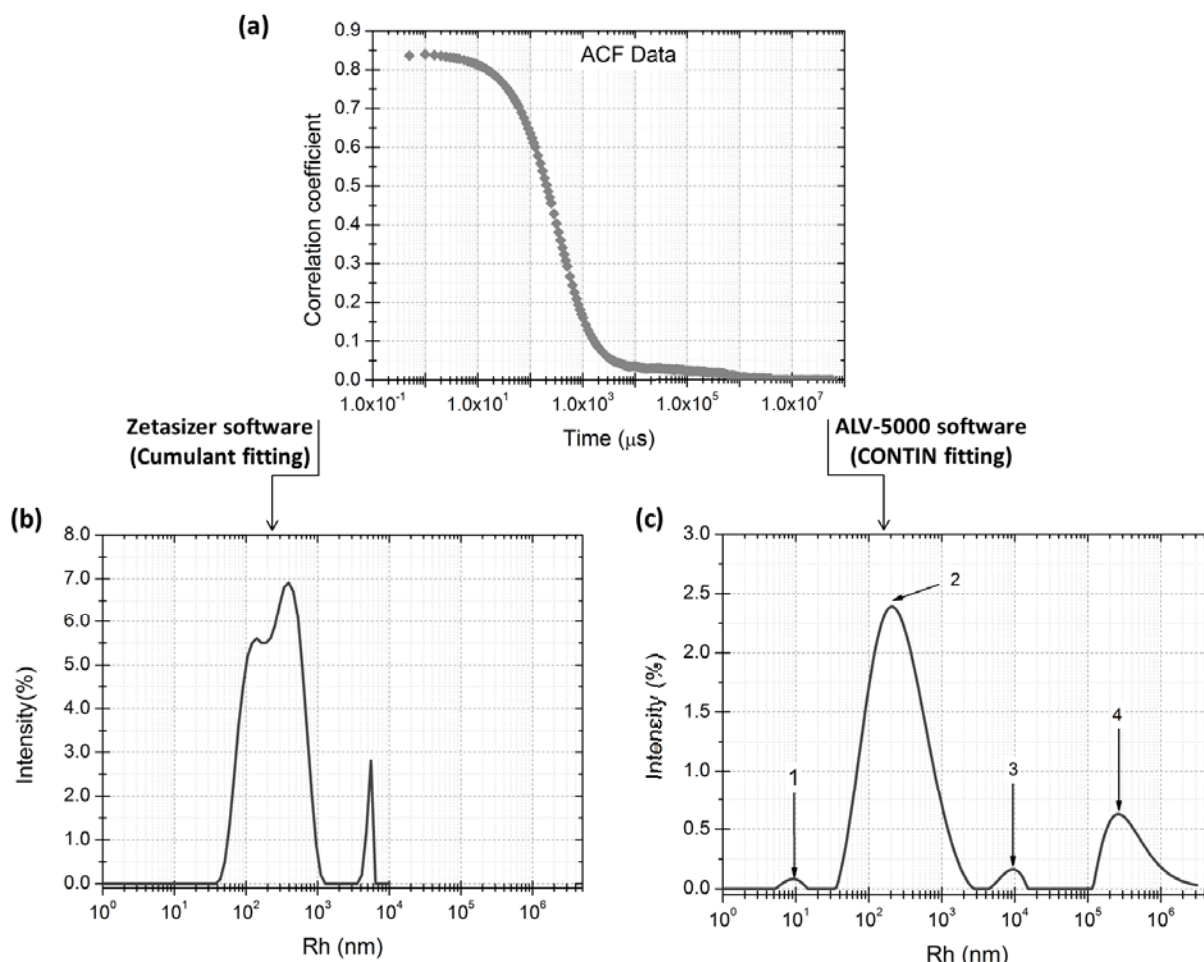 (a)
0.9
0.8
0.7
0.6
0.5
0.4
0.3
0.2
0.1
0.0
Correlation coefficient
ACF Data
1.0x10⁻¹ 1.0x10¹ 1.0x10³ 1.0x10⁵ 1.0x10⁷
Time (μs)
Zetasizer software
(Cumulant fitting)
ALV-5000 software
(CONTIN fitting)
(b)
8.0
7.0
6.0
5.0
4.0
3.0
2.0
1.0
0.0
Intensity(%)
10⁰ 10¹ 10² 10³ 10⁴ 10⁵ 10⁶
Rh (nm)
(c)
3.0
2.5
2.0
1.5
1.0
0.5
0.0
Intensity (%)
1
2
3
4
10⁰ 10¹ 10² 10³ 10⁴ 10⁵ 10⁶
Rh (nm)